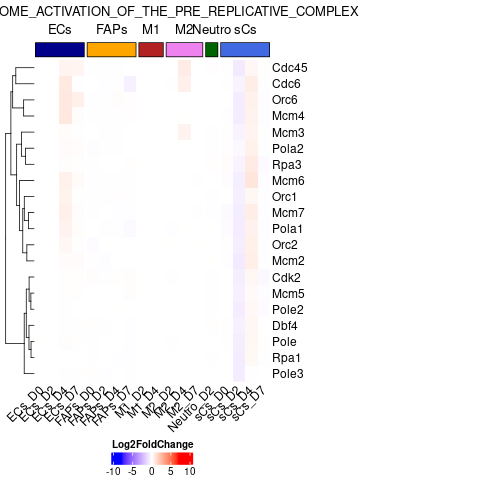 OME_ACTIVATION_OF_THE_PRE_REPLICATIVE_COMPLEX
ECs FAPs M1 M2 Neutro sCs
Cdc45
Cdc6
Orc6
Mcm4
Mcm3
Pola2
Rpa3
Mcm6
Orc1
Mcm7
Pola1
Orc2
Mcm2
Cdk2
Mcm5
Pole2
Dbf4
Pole
Rpa1
Pole3
ECs_D0
ECs_D2
ECs_D4
ECs_D7
FAPs_D0
FAPs_D2
FAPs_D4
FAPs_D7
M1_D2
M1_D4
M2_D2
M2_D4
M2_D7
Neutro_D2
sCs_D0
sCs_D2
sCs_D4
sCs_D7
Log2FoldChange
-10 -5 0 5 10